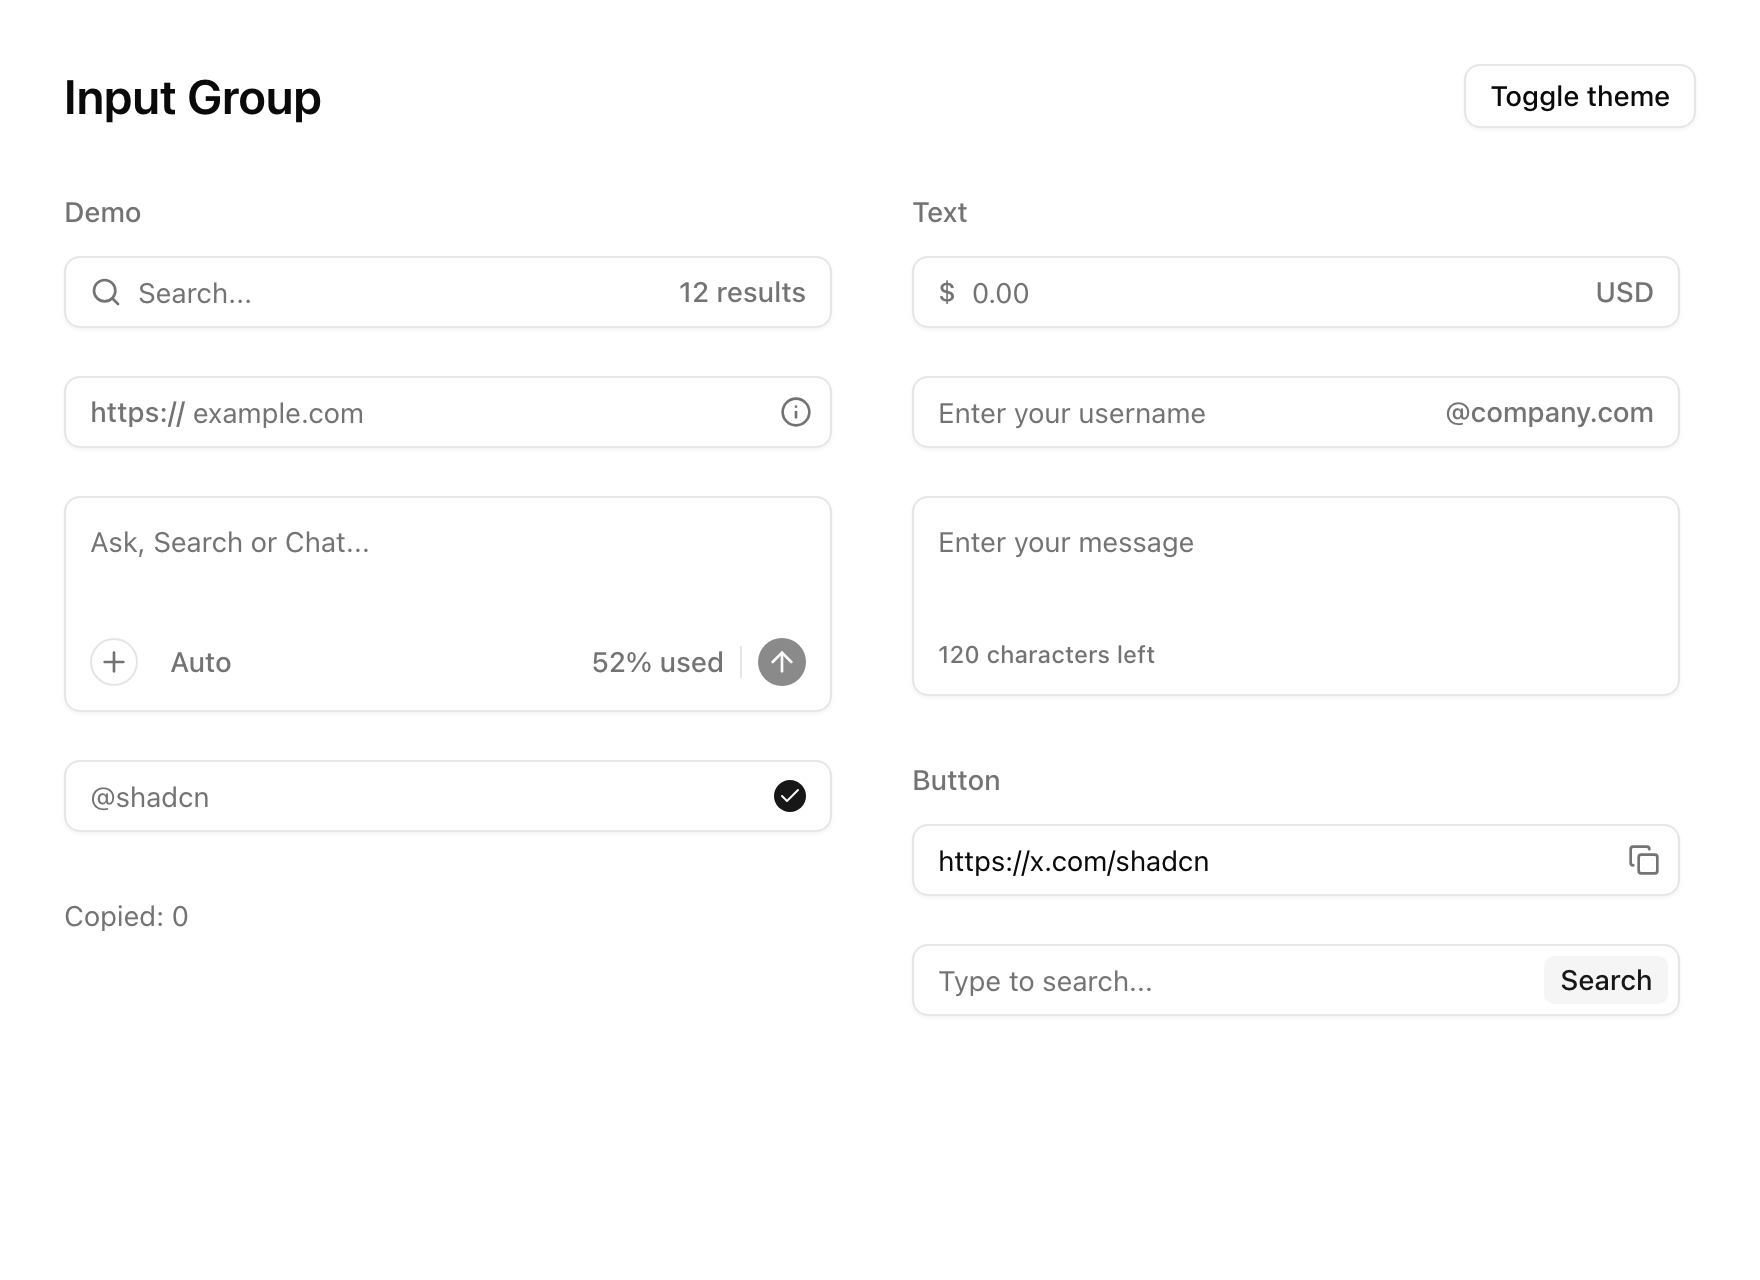 Input Group
Toggle theme
Demo
Search...
12 results
https:// example.com
Ask, Search or Chat...
Auto
52% used
@shadcn
Copied: 0
Text
$ 0.00
USD
Enter your username
@company.com
Enter your message
120 characters left
Button
https://x.com/shadcn
Type to search...
Search